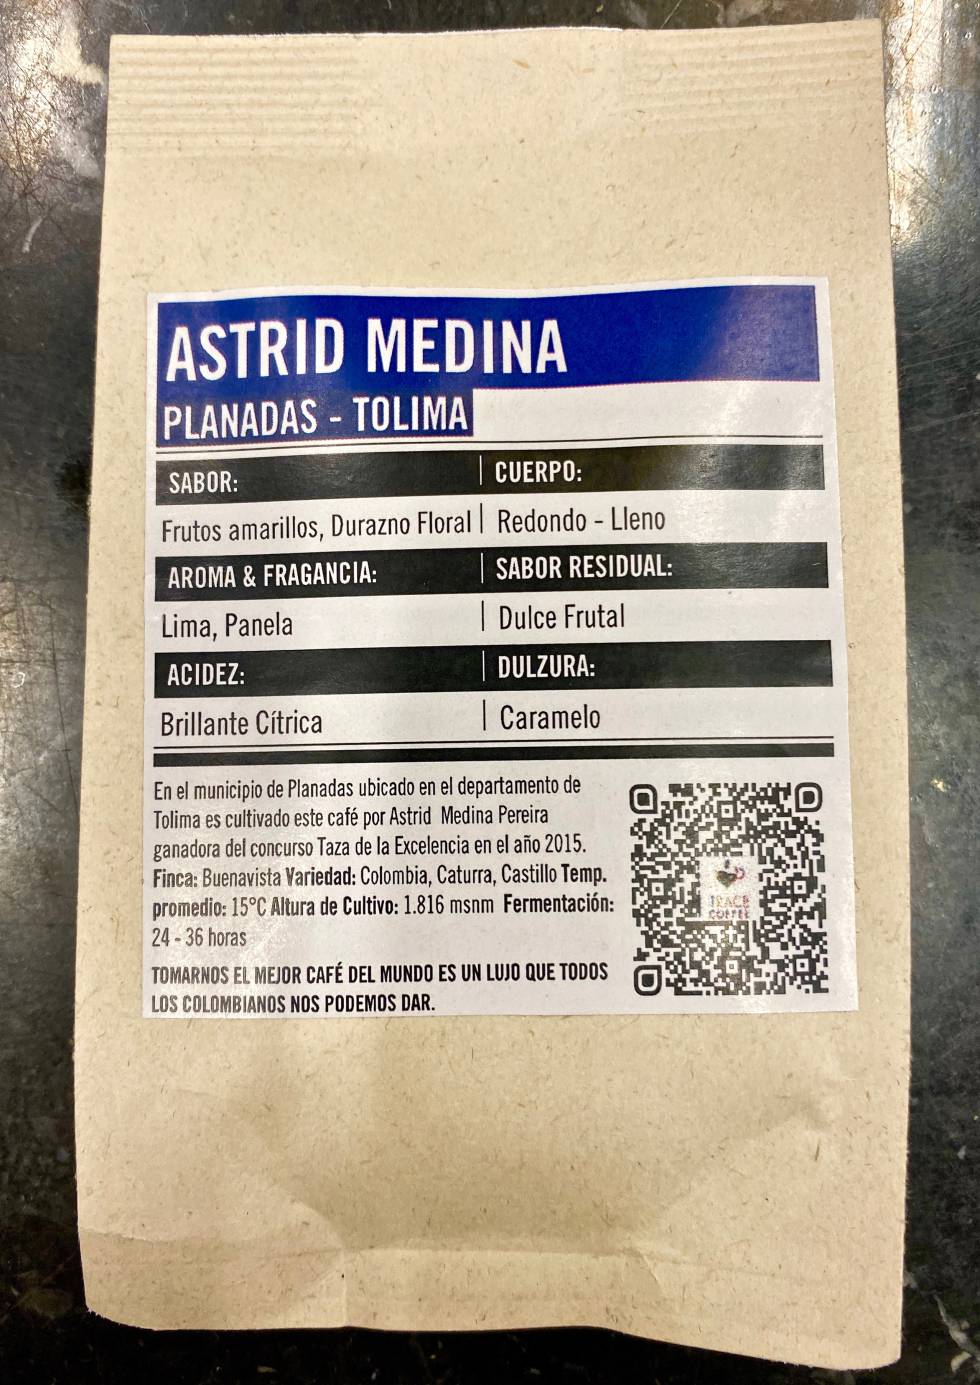 ASTRID MEDINA
PLANADAS - TOLIMA
SABOR: | CUERPO:
Frutos amarillos, Durazno Floral | Redondo - Lleno
AROMA & FRAGANCIA: | SABOR RESIDUAL:
Lima, Panela | Dulce Frutal
ACIDEZ: | DULZURA:
Brillante Cítrica | Caramelo
En el municipio de Planadas ubicado en el departamento de
Tolima es cultivado este café por Astrid Medina Pereira
ganadora del concurso Taza de la Excelencia en el año 2015.
Finca: Buenavista Variedad: Colombia, Caturra, Castillo Temp.
promedio: 15°C Altura de Cultivo: 1.816 msnm Fermentación:
24 - 36 horas
TOMARNOS EL MEJOR CAFÉ DEL MUNDO ES UN LUJO QUE TODOS
LOS COLOMBIANOS NOS PODEMOS DAR.
TRACE
COFFEE